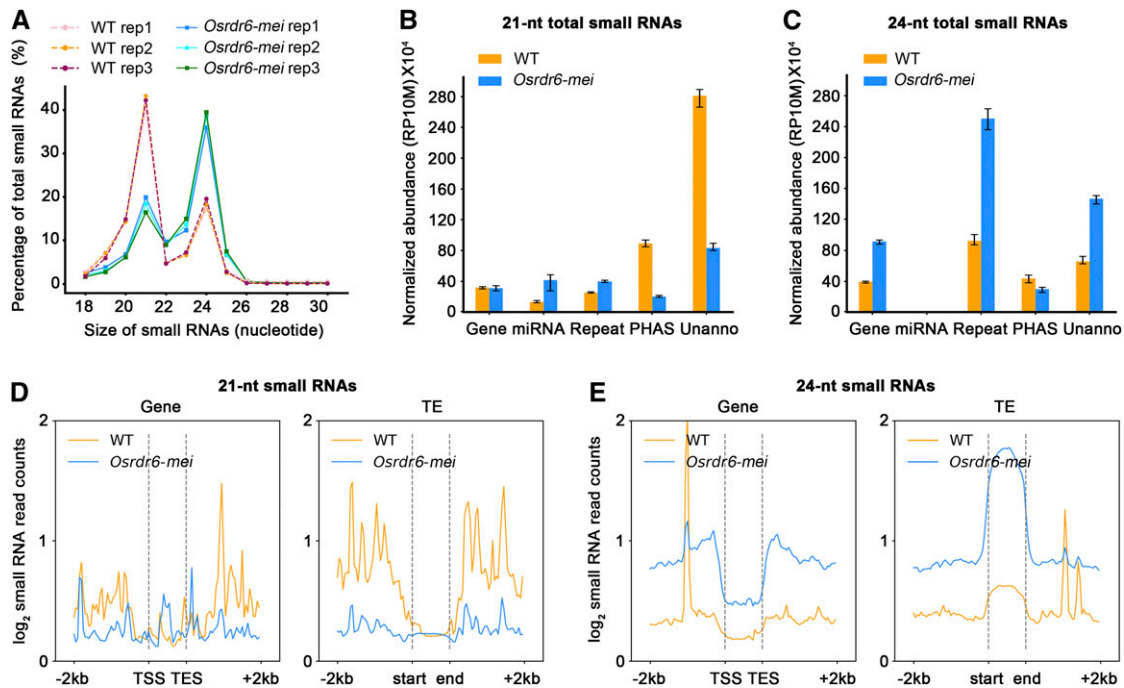 A
WT rep1
WT rep2
WT rep3
Osrdr6-mei rep1
Osrdr6-mei rep2
Osrdr6-mei rep3
Percentage of total small RNAs (%)
40
30
20
10
0
18 20 22 24 26 28 30
Size of small RNAs (nucleotide)
B
21-nt total small RNAs
WT
Osrdr6-mei
Normalized abundance (RP10M) X10⁴
280
240
200
160
120
80
40
0
Gene miRNA Repeat PHAS Unanno
C
24-nt total small RNAs
WT
Osrdr6-mei
Normalized abundance (RP10M) X10⁴
280
240
200
160
120
80
40
0
Gene miRNA Repeat PHAS Unanno
D
21-nt small RNAs
Gene
WT
Osrdr6-mei
log₂ small RNA read counts
2
1
0
-2kb TSS TES +2kb
TE
WT
Osrdr6-mei
2
1
0
-2kb start end +2kb
E
24-nt small RNAs
Gene
WT
Osrdr6-mei
log₂ small RNA read counts
2
1
0
-2kb TSS TES +2kb
TE
WT
Osrdr6-mei
2
1
0
-2kb start end +2kb